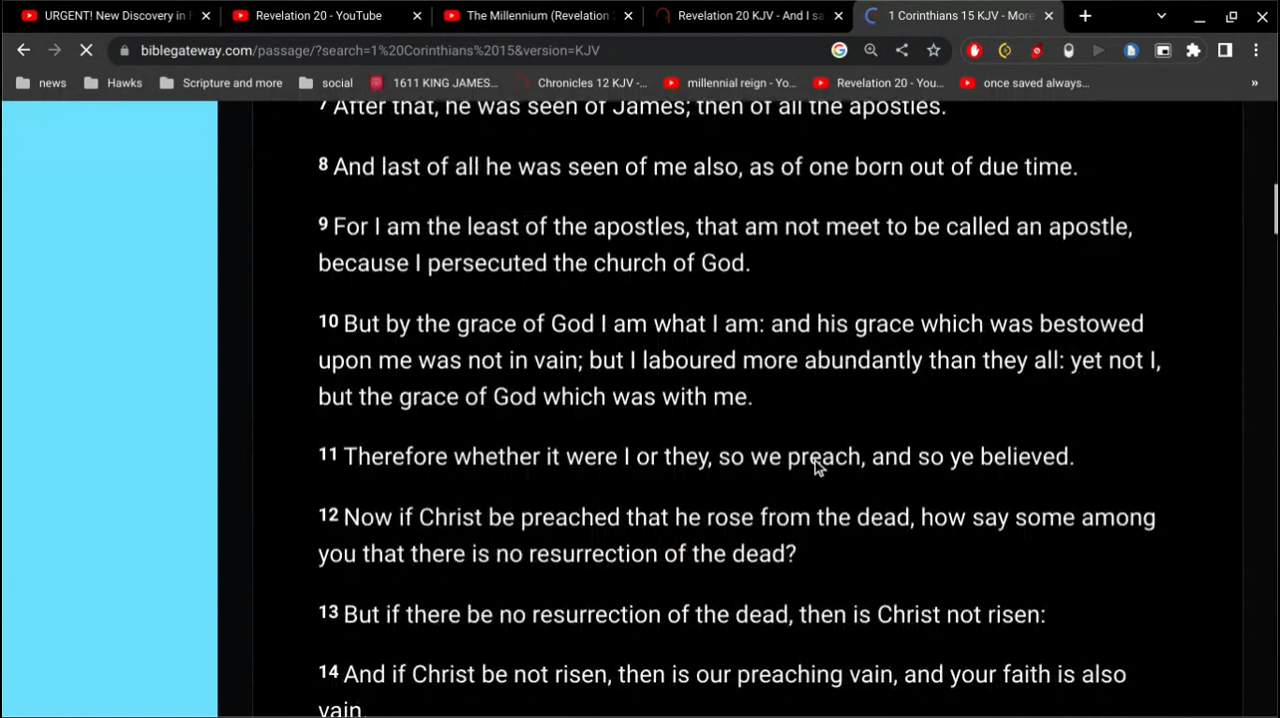 URGENT! New Discovery in
Revelation 20 - YouTube
The Millennium (Revelation
Revelation 20 KJV - And I sa
1 Corinthians 15 KJV - More
biblegateway.com/passage/?search=1%20Corinthians%2015&version=KJV
news
Hawks
Scripture and more
social
1611 KING JAMES...
Chronicles 12 KJV -...
millennial reign - Yo...
Revelation 20 - You...
once saved always...
»
7 After that, he was seen of James; then of all the apostles.
8 And last of all he was seen of me also, as of one born out of due time.
9 For I am the least of the apostles, that am not meet to be called an apostle,
because I persecuted the church of God.
10 But by the grace of God I am what I am: and his grace which was bestowed
upon me was not in vain; but I laboured more abundantly than they all: yet not I,
but the grace of God which was with me.
11 Therefore whether it were I or they, so we preach, and so ye believed.
12 Now if Christ be preached that he rose from the dead, how say some among
you that there is no resurrection of the dead?
13 But if there be no resurrection of the dead, then is Christ not risen:
14 And if Christ be not risen, then is our preaching vain, and your faith is also
vain.